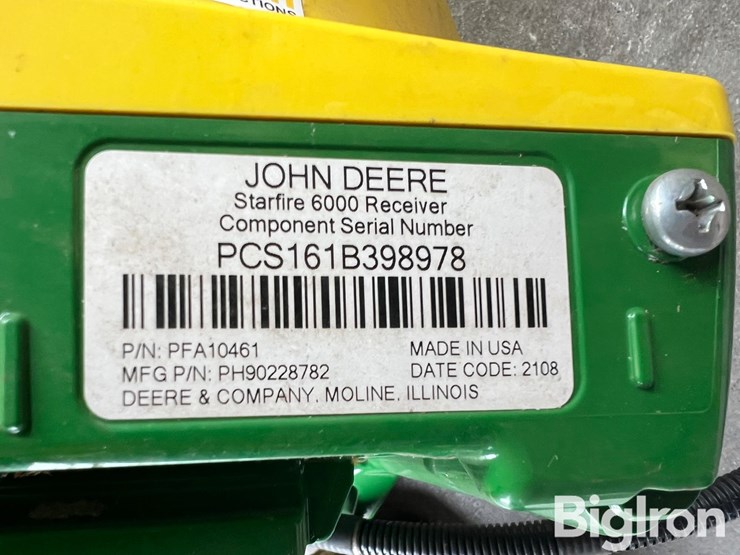 CTIONS
JOHN DEERE
Starfire 6000 Receiver
Component Serial Number
PCS161B398978
P/N: PFA10461 MADE IN USA
MFG P/N: PH90228782 DATE CODE: 2108
DEERE & COMPANY, MOLINE, ILLINOIS
BigIron